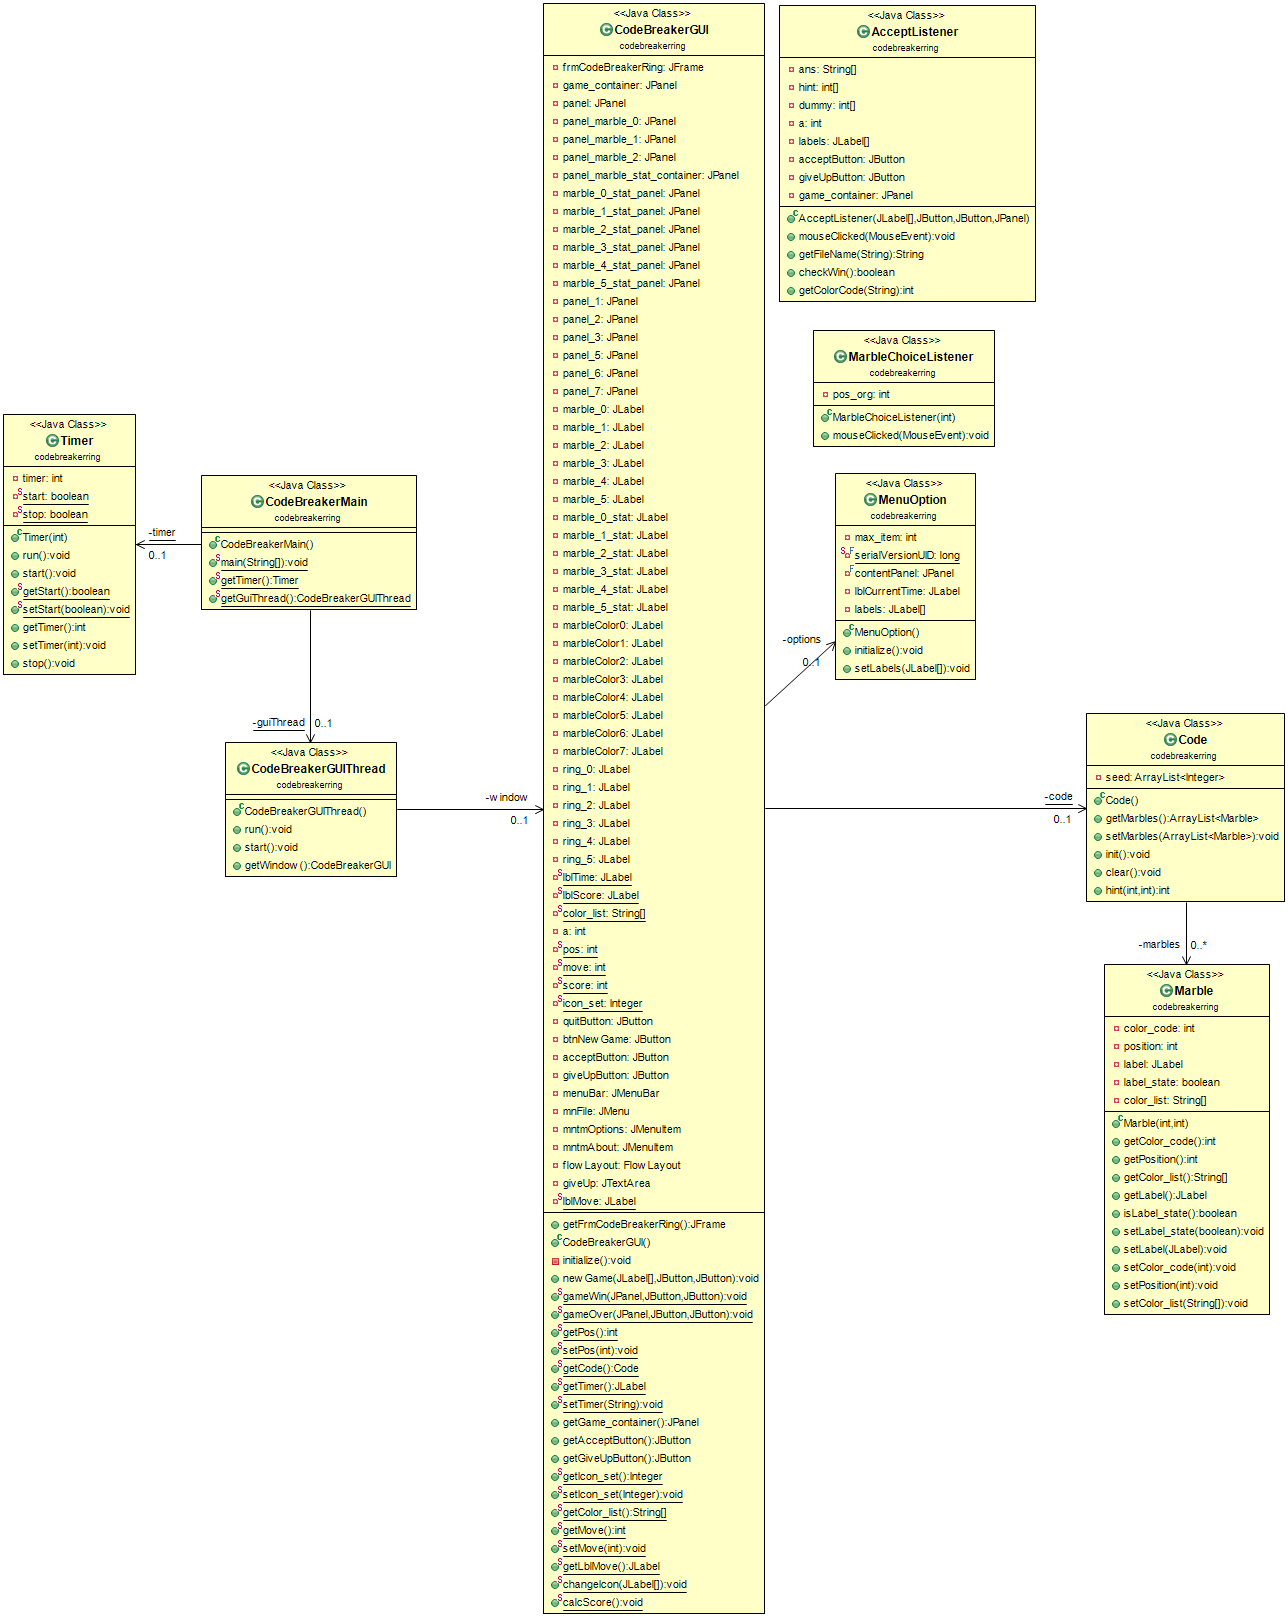 <<Java Class>>
CodeBreakerGUI
codebreakerring
frmCodeBreakerRing: JFrame
game_container: JPanel
panel: JPanel
panel_marble_0: JPanel
panel_marble_1: JPanel
panel_marble_2: JPanel
panel_marble_stat_container: JPanel
marble_0_stat_panel: JPanel
marble_1_stat_panel: JPanel
marble_2_stat_panel: JPanel
marble_3_stat_panel: JPanel
marble_4_stat_panel: JPanel
marble_5_stat_panel: JPanel
panel_1: JPanel
panel_2: JPanel
panel_3: JPanel
panel_5: JPanel
panel_6: JPanel
panel_7: JPanel
marble_0: JLabel
marble_1: JLabel
marble_2: JLabel
marble_3: JLabel
marble_4: JLabel
marble_5: JLabel
marble_0_stat: JLabel
marble_1_stat: JLabel
marble_2_stat: JLabel
marble_3_stat: JLabel
marble_4_stat: JLabel
marble_5_stat: JLabel
marbleColor0: JLabel
marbleColor1: JLabel
marbleColor2: JLabel
marbleColor3: JLabel
marbleColor4: JLabel
marbleColor5: JLabel
marbleColor6: JLabel
marbleColor7: JLabel
ring_0: JLabel
ring_1: JLabel
ring_2: JLabel
ring_3: JLabel
ring_4: JLabel
ring_5: JLabel
lblTime: JLabel
lblScore: JLabel
color_list: String[]
a: int
pos: int
move: int
score: int
icon_set: Integer
quitButton: JButton
btnNewGame: JButton
acceptButton: JButton
giveUpButton: JButton
menuBar: JMenuBar
mnFile: JMenu
mntmOptions: JMenuItem
mntmAbout: JMenuItem
flowLayout: FlowLayout
giveUp: JTextArea
lblMove: JLabel
getFrmCodeBreakerRing():JFrame
CodeBreakerGUI()
initialize():void
newGame(JLabel[],JButton,JButton):void
gameWin(JPanel,JButton,JButton):void
gameOver(JPanel,JButton,JButton):void
getPos():int
setPos(int):void
getCode():Code
getTimer():JLabel
setTimer(String):void
getGame_container():JPanel
getAcceptButton():JButton
getGiveUpButton():JButton
getIcon_set():Integer
setIcon_set(Integer):void
getColor_list():String[]
getMove():int
setMove(int):void
getLblMove():JLabel
changeIcon(JLabel[]):void
calcScore():void
<<Java Class>>
AcceptListener
codebreakerring
ans: String[]
hint: int[]
dummy: int[]
a: int
labels: JLabel[]
acceptButton: JButton
giveUpButton: JButton
game_container: JPanel
AcceptListener(JLabel[],JButton,JButton,JPanel)
mouseClicked(MouseEvent):void
getFileName(String):String
checkWin():boolean
getColorCode(String):int
<<Java Class>>
MarbleChoiceListener
codebreakerring
pos_org: int
MarbleChoiceListener(int)
mouseClicked(MouseEvent):void
<<Java Class>>
Timer
codebreakerring
timer: int
start: boolean
stop: boolean
Timer(int)
run():void
start():void
getStart():boolean
setStart(boolean):void
getTimer():int
setTimer(int):void
stop():void
-timer
0..1
<<Java Class>>
CodeBreakerMain
codebreakerring
CodeBreakerMain()
main(String[]):void
getTimer():Timer
getGuiThread():CodeBreakerGUIThread
-guiThread
0..1
<<Java Class>>
CodeBreakerGUIThread
codebreakerring
CodeBreakerGUIThread()
run():void
start():void
getWindow():CodeBreakerGUI
-window
0..1
<<Java Class>>
MenuOption
codebreakerring
max_item: int
serialVersionUID: long
contentPanel: JPanel
lblCurrentTime: JLabel
labels: JLabel[]
MenuOption()
initialize():void
setLabels(JLabel[]):void
-options
0..1
-code
0..1
<<Java Class>>
Code
codebreakerring
seed: ArrayList<Integer>
Code()
getMarbles():ArrayList<Marble>
setMarbles(ArrayList<Marble>):void
init():void
clear():void
hint(int,int):int
-marbles
0..*
<<Java Class>>
Marble
codebreakerring
color_code: int
position: int
label: JLabel
label_state: boolean
color_list: String[]
Marble(int,int)
getColor_code():int
getPosition():int
getColor_list():String[]
getLabel():JLabel
isLabel_state():boolean
setLabel_state(boolean):void
setLabel(JLabel):void
setColor_code(int):void
setPosition(int):void
setColor_list(String[]):void